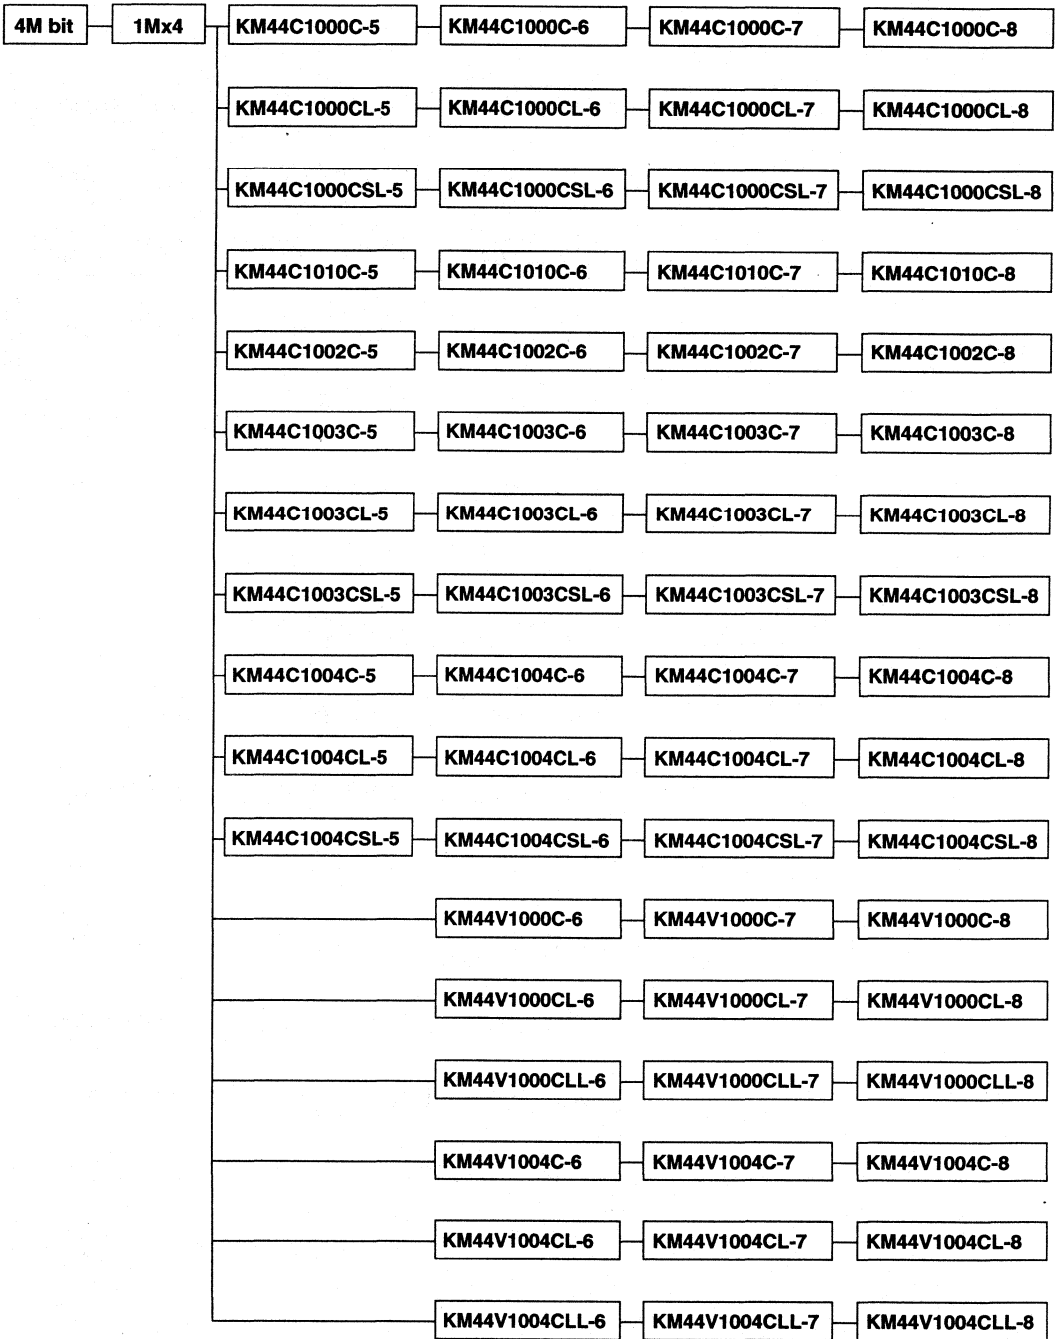 4M bit 1Mx4 KM44C1000C-5 KM44C1000C-6 KM44C1000C-7 KM44C1000C-8
KM44C1000CL-5 KM44C1000CL-6 KM44C1000CL-7 KM44C1000CL-8
KM44C1000CSL-5 KM44C1000CSL-6 KM44C1000CSL-7 KM44C1000CSL-8
KM44C1010C-5 KM44C1010C-6 KM44C1010C-7 KM44C1010C-8
KM44C1002C-5 KM44C1002C-6 KM44C1002C-7 KM44C1002C-8
KM44C1003C-5 KM44C1003C-6 KM44C1003C-7 KM44C1003C-8
KM44C1003CL-5 KM44C1003CL-6 KM44C1003CL-7 KM44C1003CL-8
KM44C1003CSL-5 KM44C1003CSL-6 KM44C1003CSL-7 KM44C1003CSL-8
KM44C1004C-5 KM44C1004C-6 KM44C1004C-7 KM44C1004C-8
KM44C1004CL-5 KM44C1004CL-6 KM44C1004CL-7 KM44C1004CL-8
KM44C1004CSL-5 KM44C1004CSL-6 KM44C1004CSL-7 KM44C1004CSL-8
KM44V1000C-6 KM44V1000C-7 KM44V1000C-8
KM44V1000CL-6 KM44V1000CL-7 KM44V1000CL-8
KM44V1000CLL-6 KM44V1000CLL-7 KM44V1000CLL-8
KM44V1004C-6 KM44V1004C-7 KM44V1004C-8
KM44V1004CL-6 KM44V1004CL-7 KM44V1004CL-8
KM44V1004CLL-6 KM44V1004CLL-7 KM44V1004CLL-8